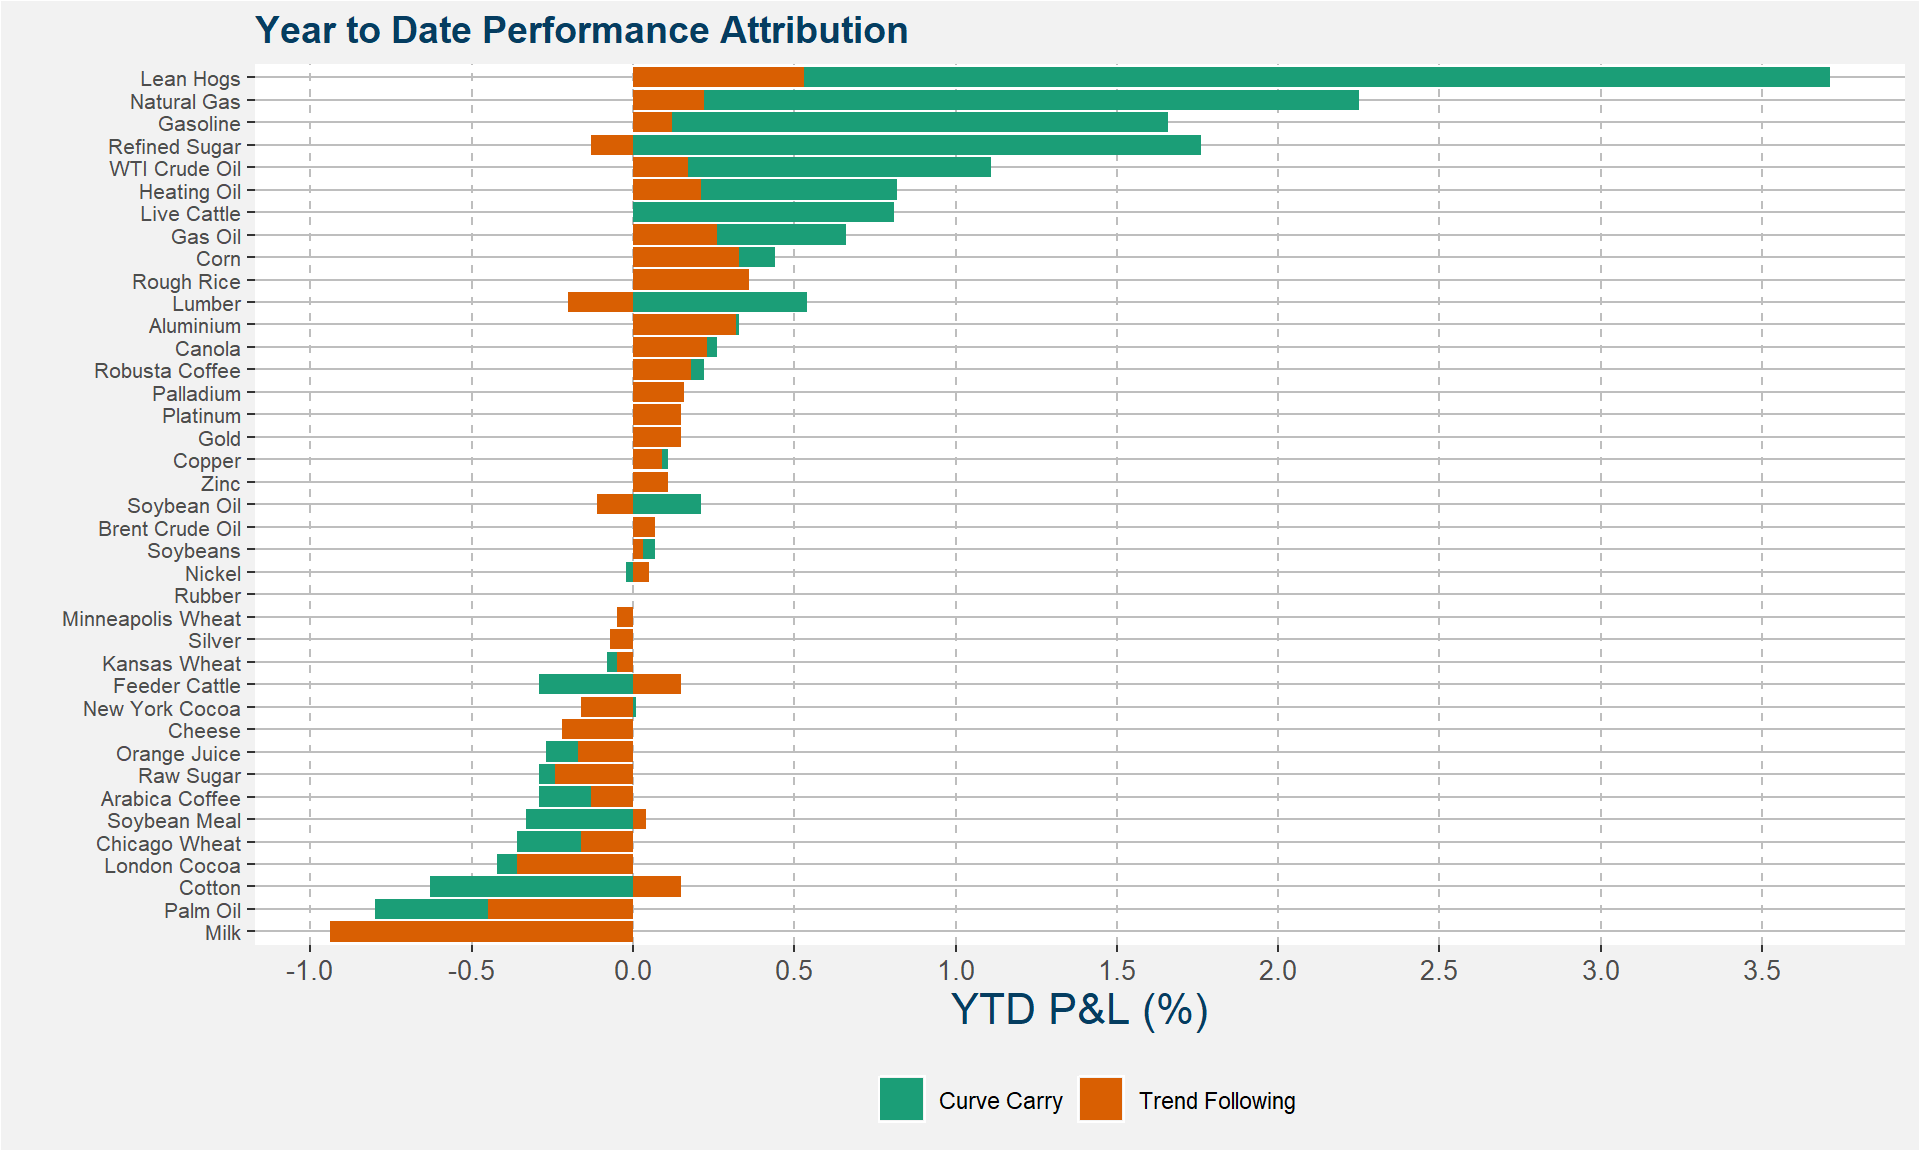 Year to Date Performance Attribution
Lean Hogs
Natural Gas
Gasoline
Refined Sugar
WTI Crude Oil
Heating Oil
Live Cattle
Gas Oil
Corn
Rough Rice
Lumber
Aluminium
Canola
Robusta Coffee
Palladium
Platinum
Gold
Copper
Zinc
Soybean Oil
Brent Crude Oil
Soybeans
Nickel
Rubber
Minneapolis Wheat
Silver
Kansas Wheat
Feeder Cattle
New York Cocoa
Cheese
Orange Juice
Raw Sugar
Arabica Coffee
Soybean Meal
Chicago Wheat
London Cocoa
Cotton
Palm Oil
Milk
-1.0 -0.5 0.0 0.5 1.0 1.5 2.0 2.5 3.0 3.5
YTD P&L (%)
Curve Carry Trend Following